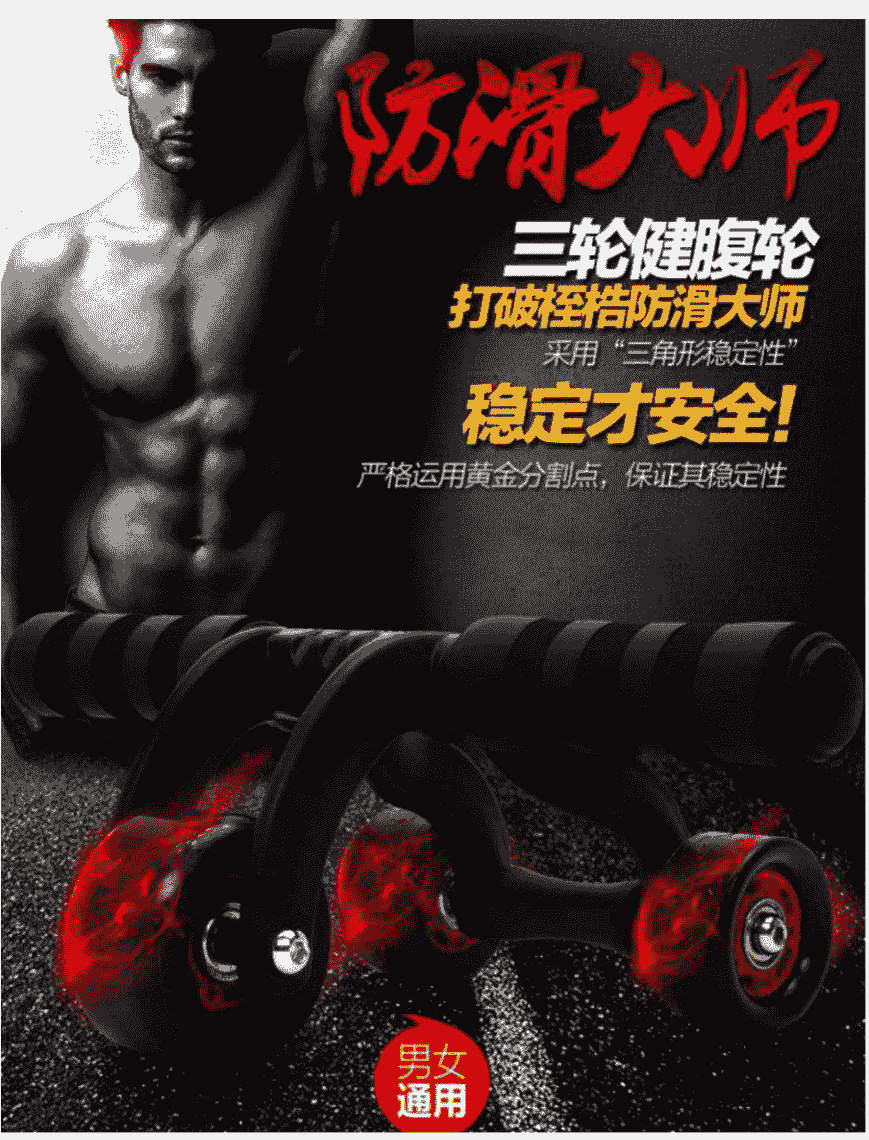 防滑大师
三轮健腹轮
打破桎梏防滑大师
采用“三角形稳定性”
稳定才安全!
严格运用黄金分割点，保证其稳定性
男女
通用